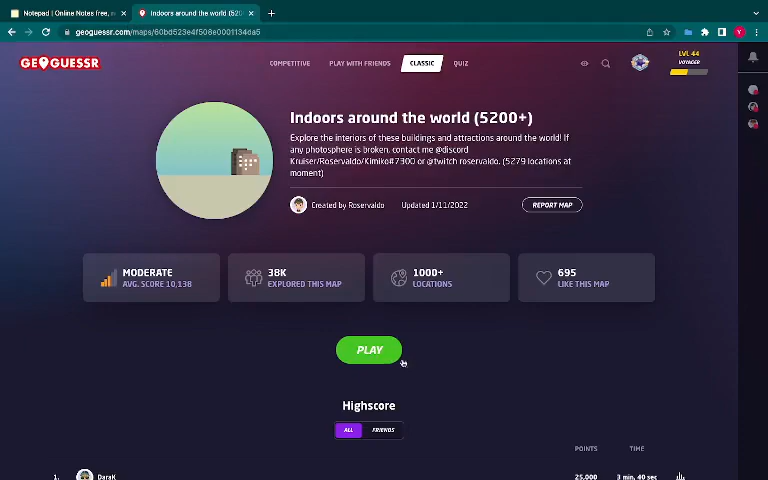 Notepad | Online Notes free, n
Indoors around the world (520
geoguessr.com/maps/60bd523e4f508e0001134da5
Y
GEOGUESSR
COMPETITIVE
PLAY WITH FRIENDS
CLASSIC
QUIZ
LVL 44
VOYAGER
Indoors around the world (5200+)
Explore the interiors of these buildings and attractions around the world! If
any photosphere is broken, contact me @discord
Kruiser/Roservaldo/Kimiko#7300 or @twitch roservaldo. (5279 locations at
moment)
Created by Roservaldo
Updated 1/11/2022
REPORT MAP
MODERATE
AVG. SCORE 10,138
38K
EXPLORED THIS MAP
1000+
LOCATIONS
695
LIKE THIS MAP
PLAY
Highscore
ALL
FRIENDS
POINTS
TIME
1.
DaraK
25,000
3 min, 40 sec